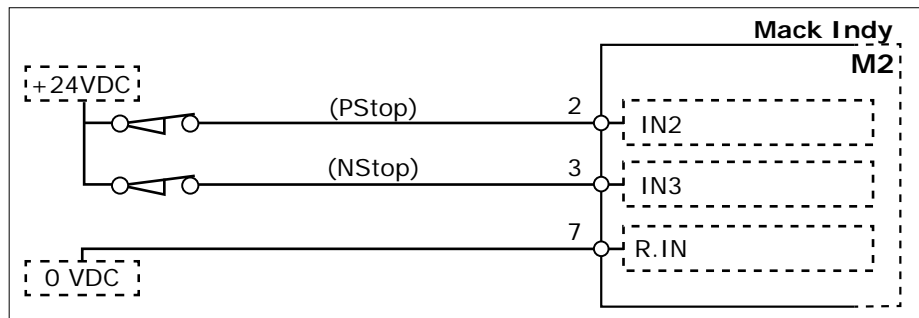 Mack Indy
M2
+24VDC
(PStop)
2
IN2
(NStop)
3
IN3
7
R.IN
0 VDC